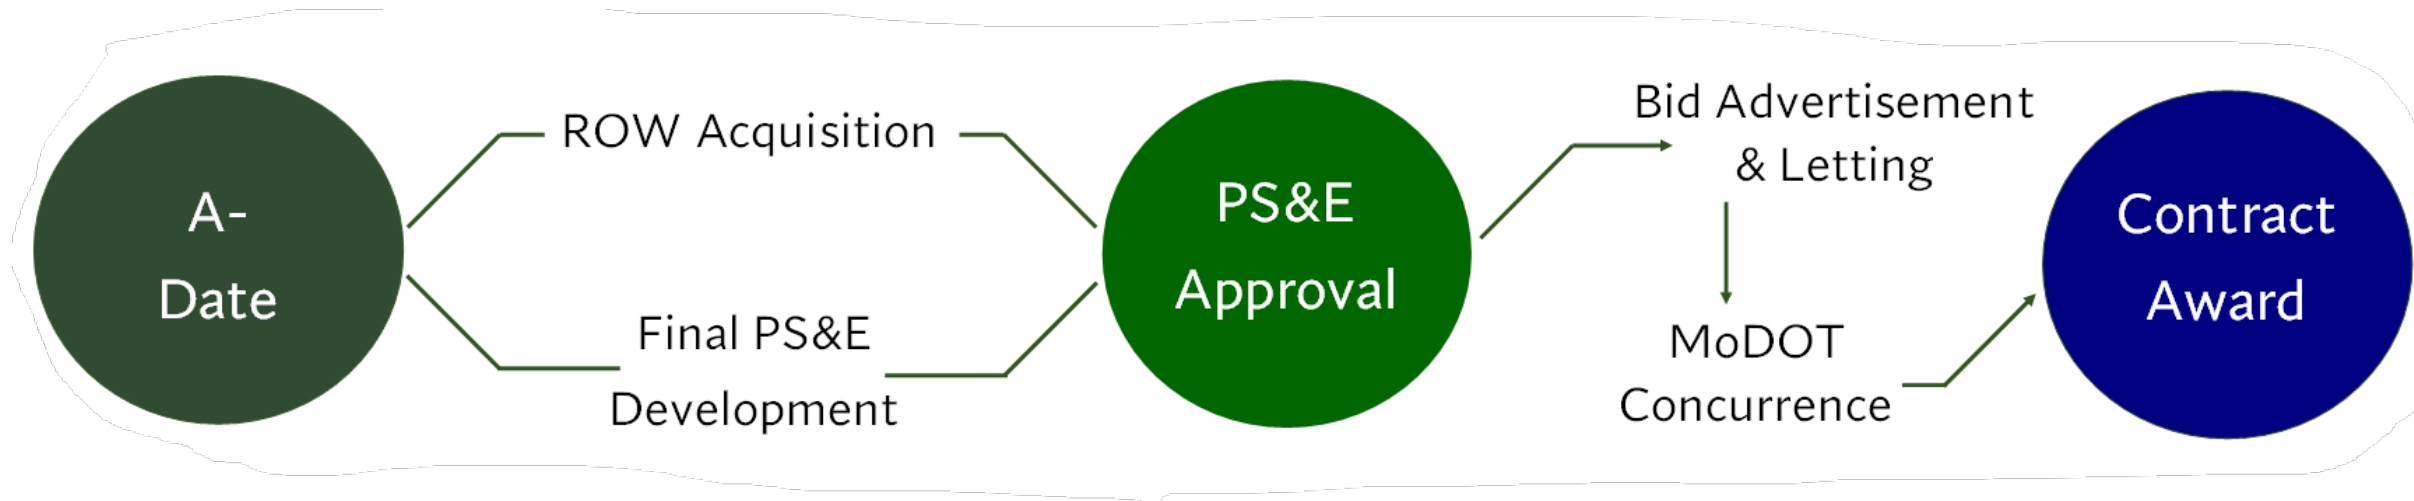 A-
Date
ROW Acquisition
Final PS&E
Development
PS&E
Approval
Bid Advertisement
& Letting
MoDOT
Concurrence
Contract
Award